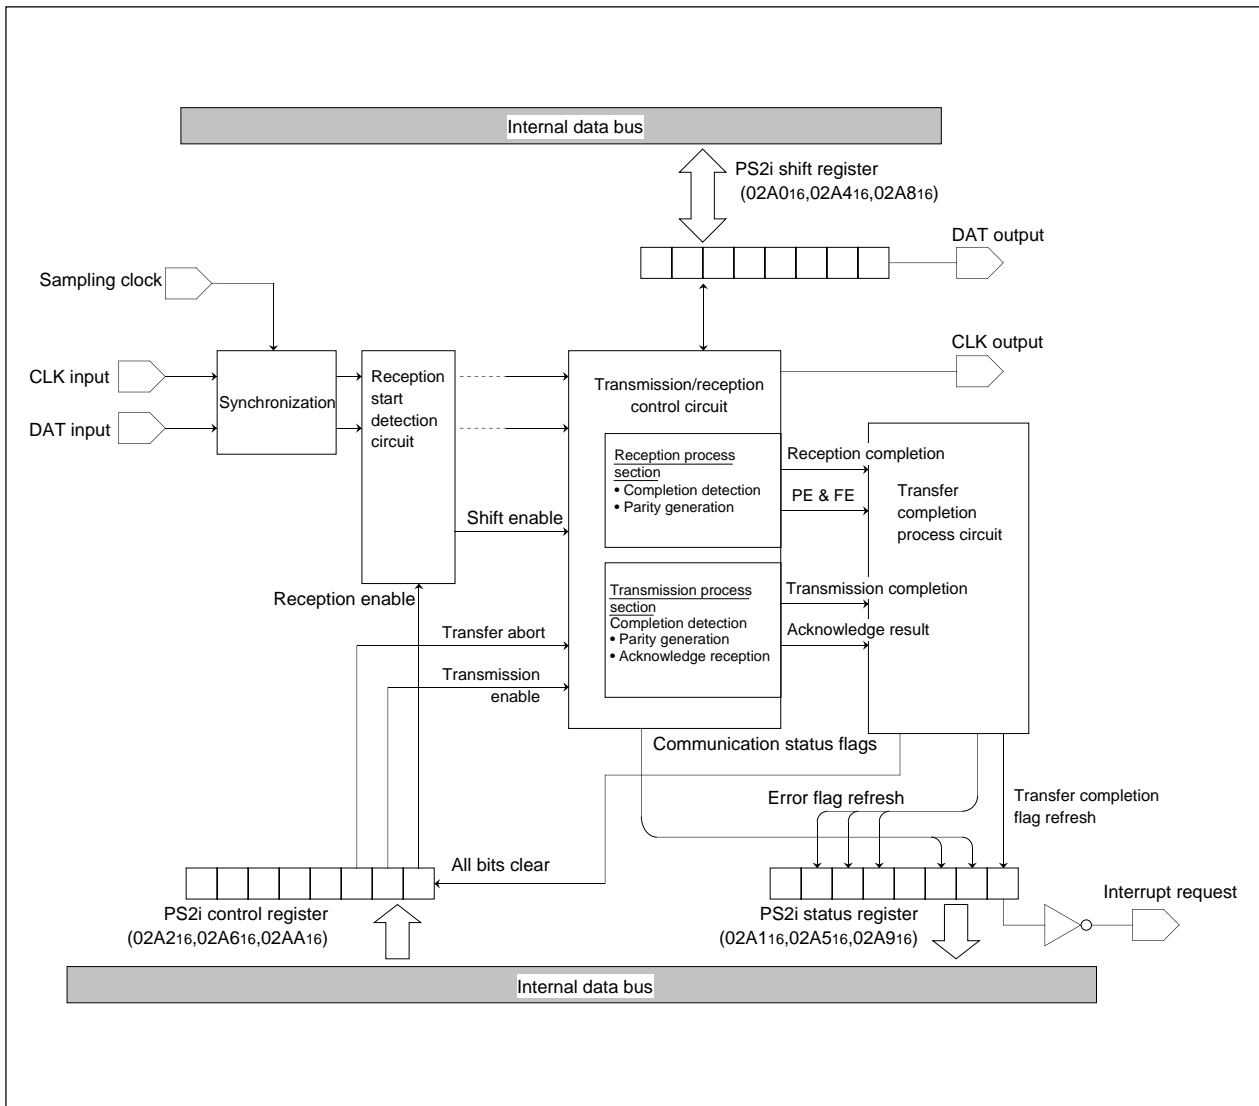 Internal data bus
PS2i shift register
(02A016,02A416,02A816)
DAT output
Sampling clock
CLK output
CLK input
DAT input
Synchronization
Reception
start
detection
circuit
Transmission/reception
control circuit
Reception process
section
• Completion detection
• Parity generation
Reception completion
PE & FE
Transfer
completion
process circuit
Shift enable
Reception enable
Transmission process
section
Completion detection
• Parity generation
• Acknowledge reception
Transmission completion
Acknowledge result
Transfer abort
Transmission
enable
Communication status flags
Error flag refresh
Transfer completion
flag refresh
All bits clear
PS2i control register
(02A216,02A616,02AA16)
PS2i status register
(02A116,02A516,02A916)
Interrupt request
Internal data bus